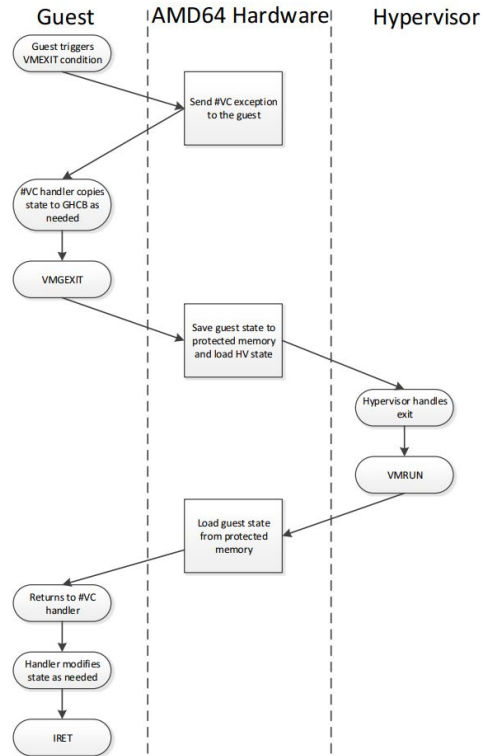 Guest
AMD64 Hardware
Hypervisor
Guest triggers
VMEXIT condition
Send #VC exception
to the guest
#VC handler copies
state to GHCB as
needed
VMGEXIT
Save guest state to
protected memory
and load HV state
Hypervisor handles
exit
VMRUN
Load guest state
from protected
memory
Returns to #VC
handler
Handler modifies
state as needed
IRET